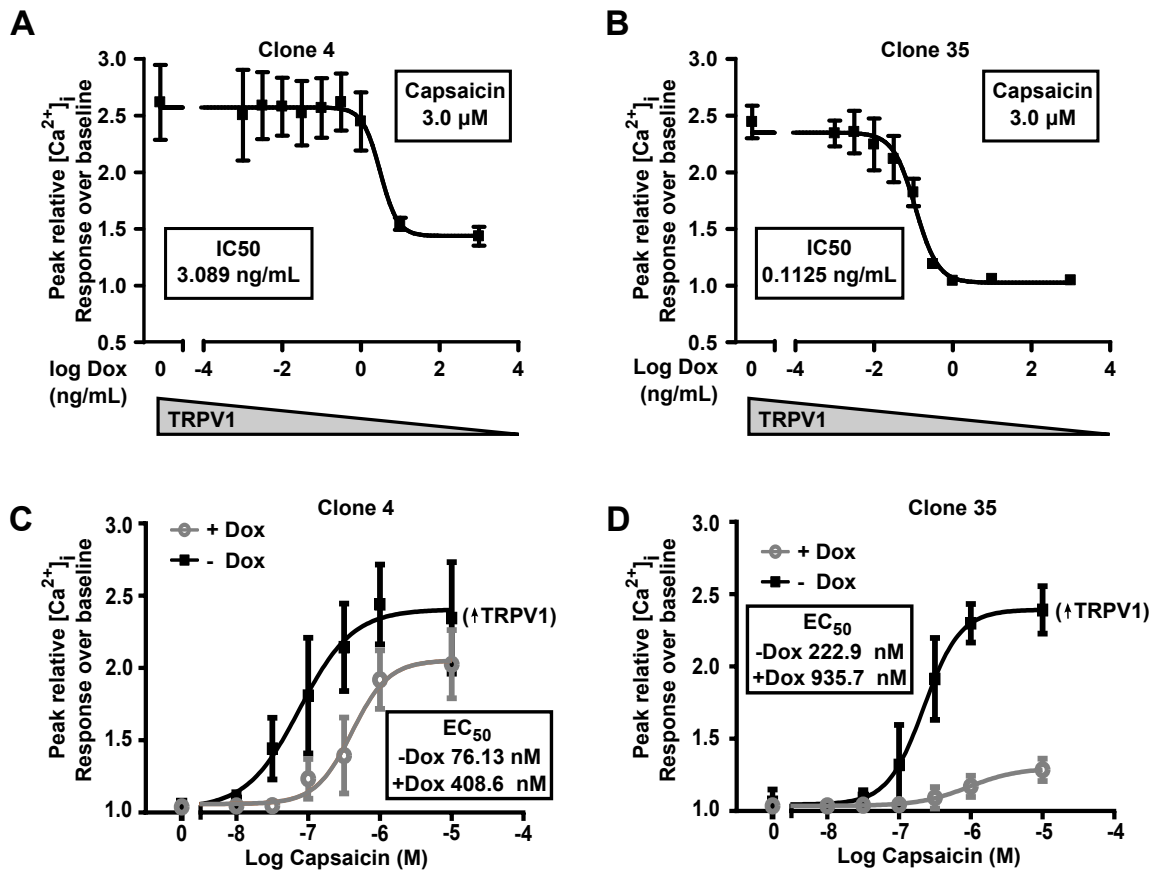 A
Clone 4
Peak relative [Ca2+]i
Response over baseline
3.0
2.5
2.0
1.5
1.0
0.5
Capsaicin
3.0 µM
IC50
3.089 ng/mL
log Dox
(ng/mL)
0 -4 -2 0 2 4
TRPV1
B
Clone 35
Peak relative [Ca2+]i
Response over baseline
3.0
2.5
2.0
1.5
1.0
0.5
Capsaicin
3.0 µM
IC50
0.1125 ng/mL
Log Dox
(ng/mL)
0 -4 -2 0 2 4
TRPV1
C
Clone 4
Peak relative [Ca2+]i
Response over baseline
3.0
2.5
2.0
1.5
1.0
+ Dox
- Dox
(↑TRPV1)
EC50
-Dox 76.13 nM
+Dox 408.6 nM
0 -8 -7 -6 -5 -4
Log Capsaicin (M)
D
Clone 35
Peak relative [Ca2+]i
Response over baseline
3.0
2.5
2.0
1.5
1.0
+ Dox
- Dox
(↑TRPV1)
EC50
-Dox 222.9 nM
+Dox 935.7 nM
0 -8 -7 -6 -5 -4
Log Capsaicin (M)